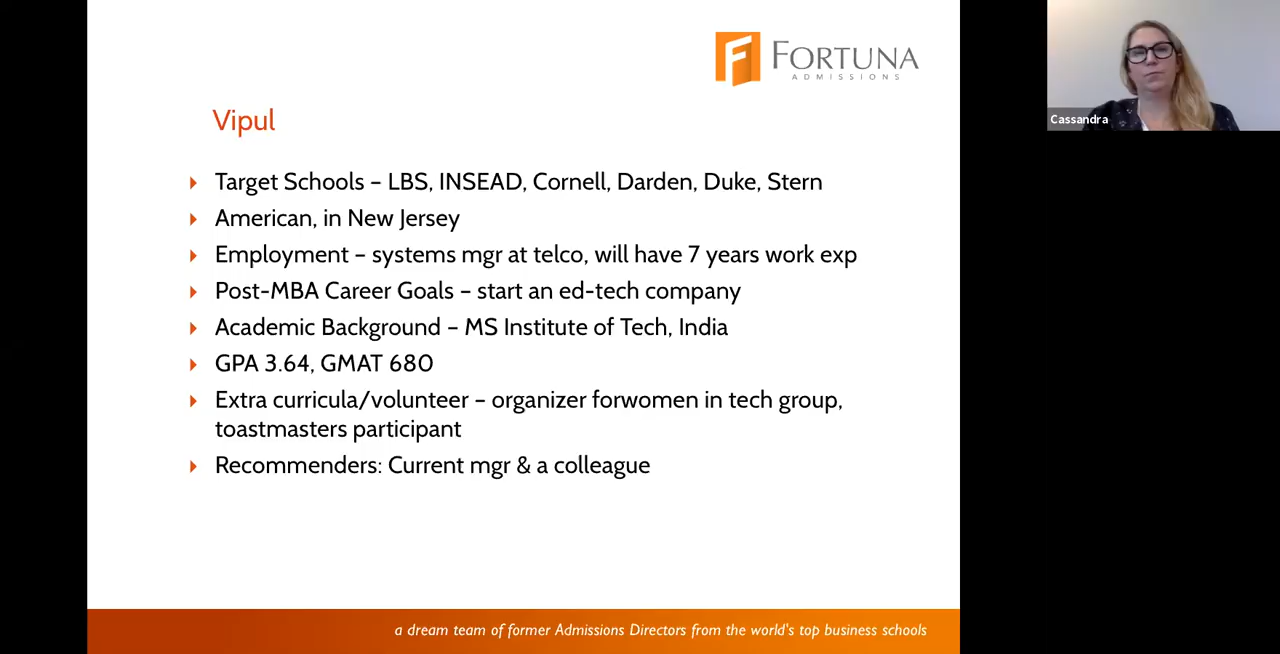 FORTUNA
ADMISSIONS
Cassandra
Vipul
Target Schools – LBS, INSEAD, Cornell, Darden, Duke, Stern
American, in New Jersey
Employment – systems mgr at telco, will have 7 years work exp
Post-MBA Career Goals – start an ed-tech company
Academic Background – MS Institute of Tech, India
GPA 3.64, GMAT 680
Extra curricula/volunteer – organizer forwomen in tech group,
toastmasters participant
Recommenders: Current mgr & a colleague
a dream team of former Admissions Directors from the world's top business schools